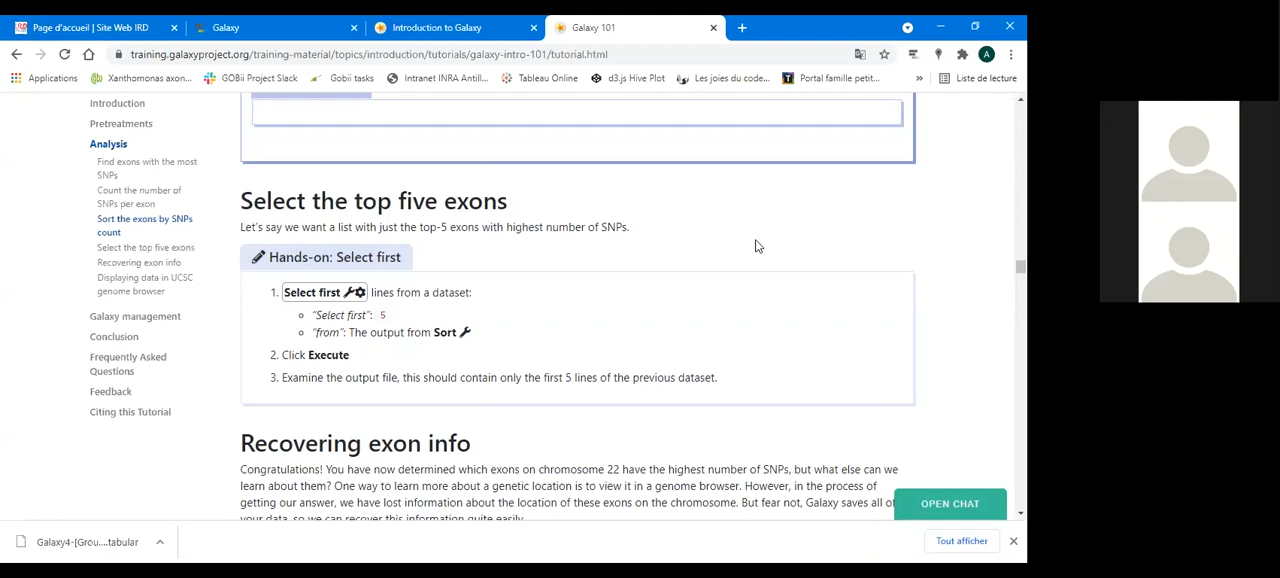 Page d'accueil | Site Web IRD
Galaxy
Introduction to Galaxy
Galaxy 101
training.galaxyproject.org/training-material/topics/introduction/tutorials/galaxy-intro-101/tutorial.html
A
Applications
Xanthomonas axon...
GOBii Project Slack
Gobii tasks
Intranet INRA Antill...
Tableau Online
d3.js Hive Plot
Les joies du code...
Portal famille petit...
»
Liste de lecture
Introduction
Pretreatments
Analysis
Find exons with the most
SNPs
Count the number of
SNPs per exon
Sort the exons by SNPs
count
Select the top five exons
Recovering exon info
Displaying data in UCSC
genome browser
Galaxy management
Conclusion
Frequently Asked
Questions
Feedback
Citing this Tutorial
Select the top five exons
Let's say we want a list with just the top-5 exons with highest number of SNPs.
Hands-on: Select first
1. Select first lines from a dataset:
"Select first": 5
"from": The output from Sort
2. Click Execute
3. Examine the output file, this should contain only the first 5 lines of the previous dataset.
Recovering exon info
Congratulations! You have now determined which exons on chromosome 22 have the highest number of SNPs, but what else can we
learn about them? One way to learn more about a genetic location is to view it in a genome browser. However, in the process of
getting our answer, we have lost information about the location of these exons on the chromosome. But fear not, Galaxy saves all of
your data, so we can recover this information quite easily.
OPEN CHAT
Galaxy4-[Grou....tabular
Tout afficher